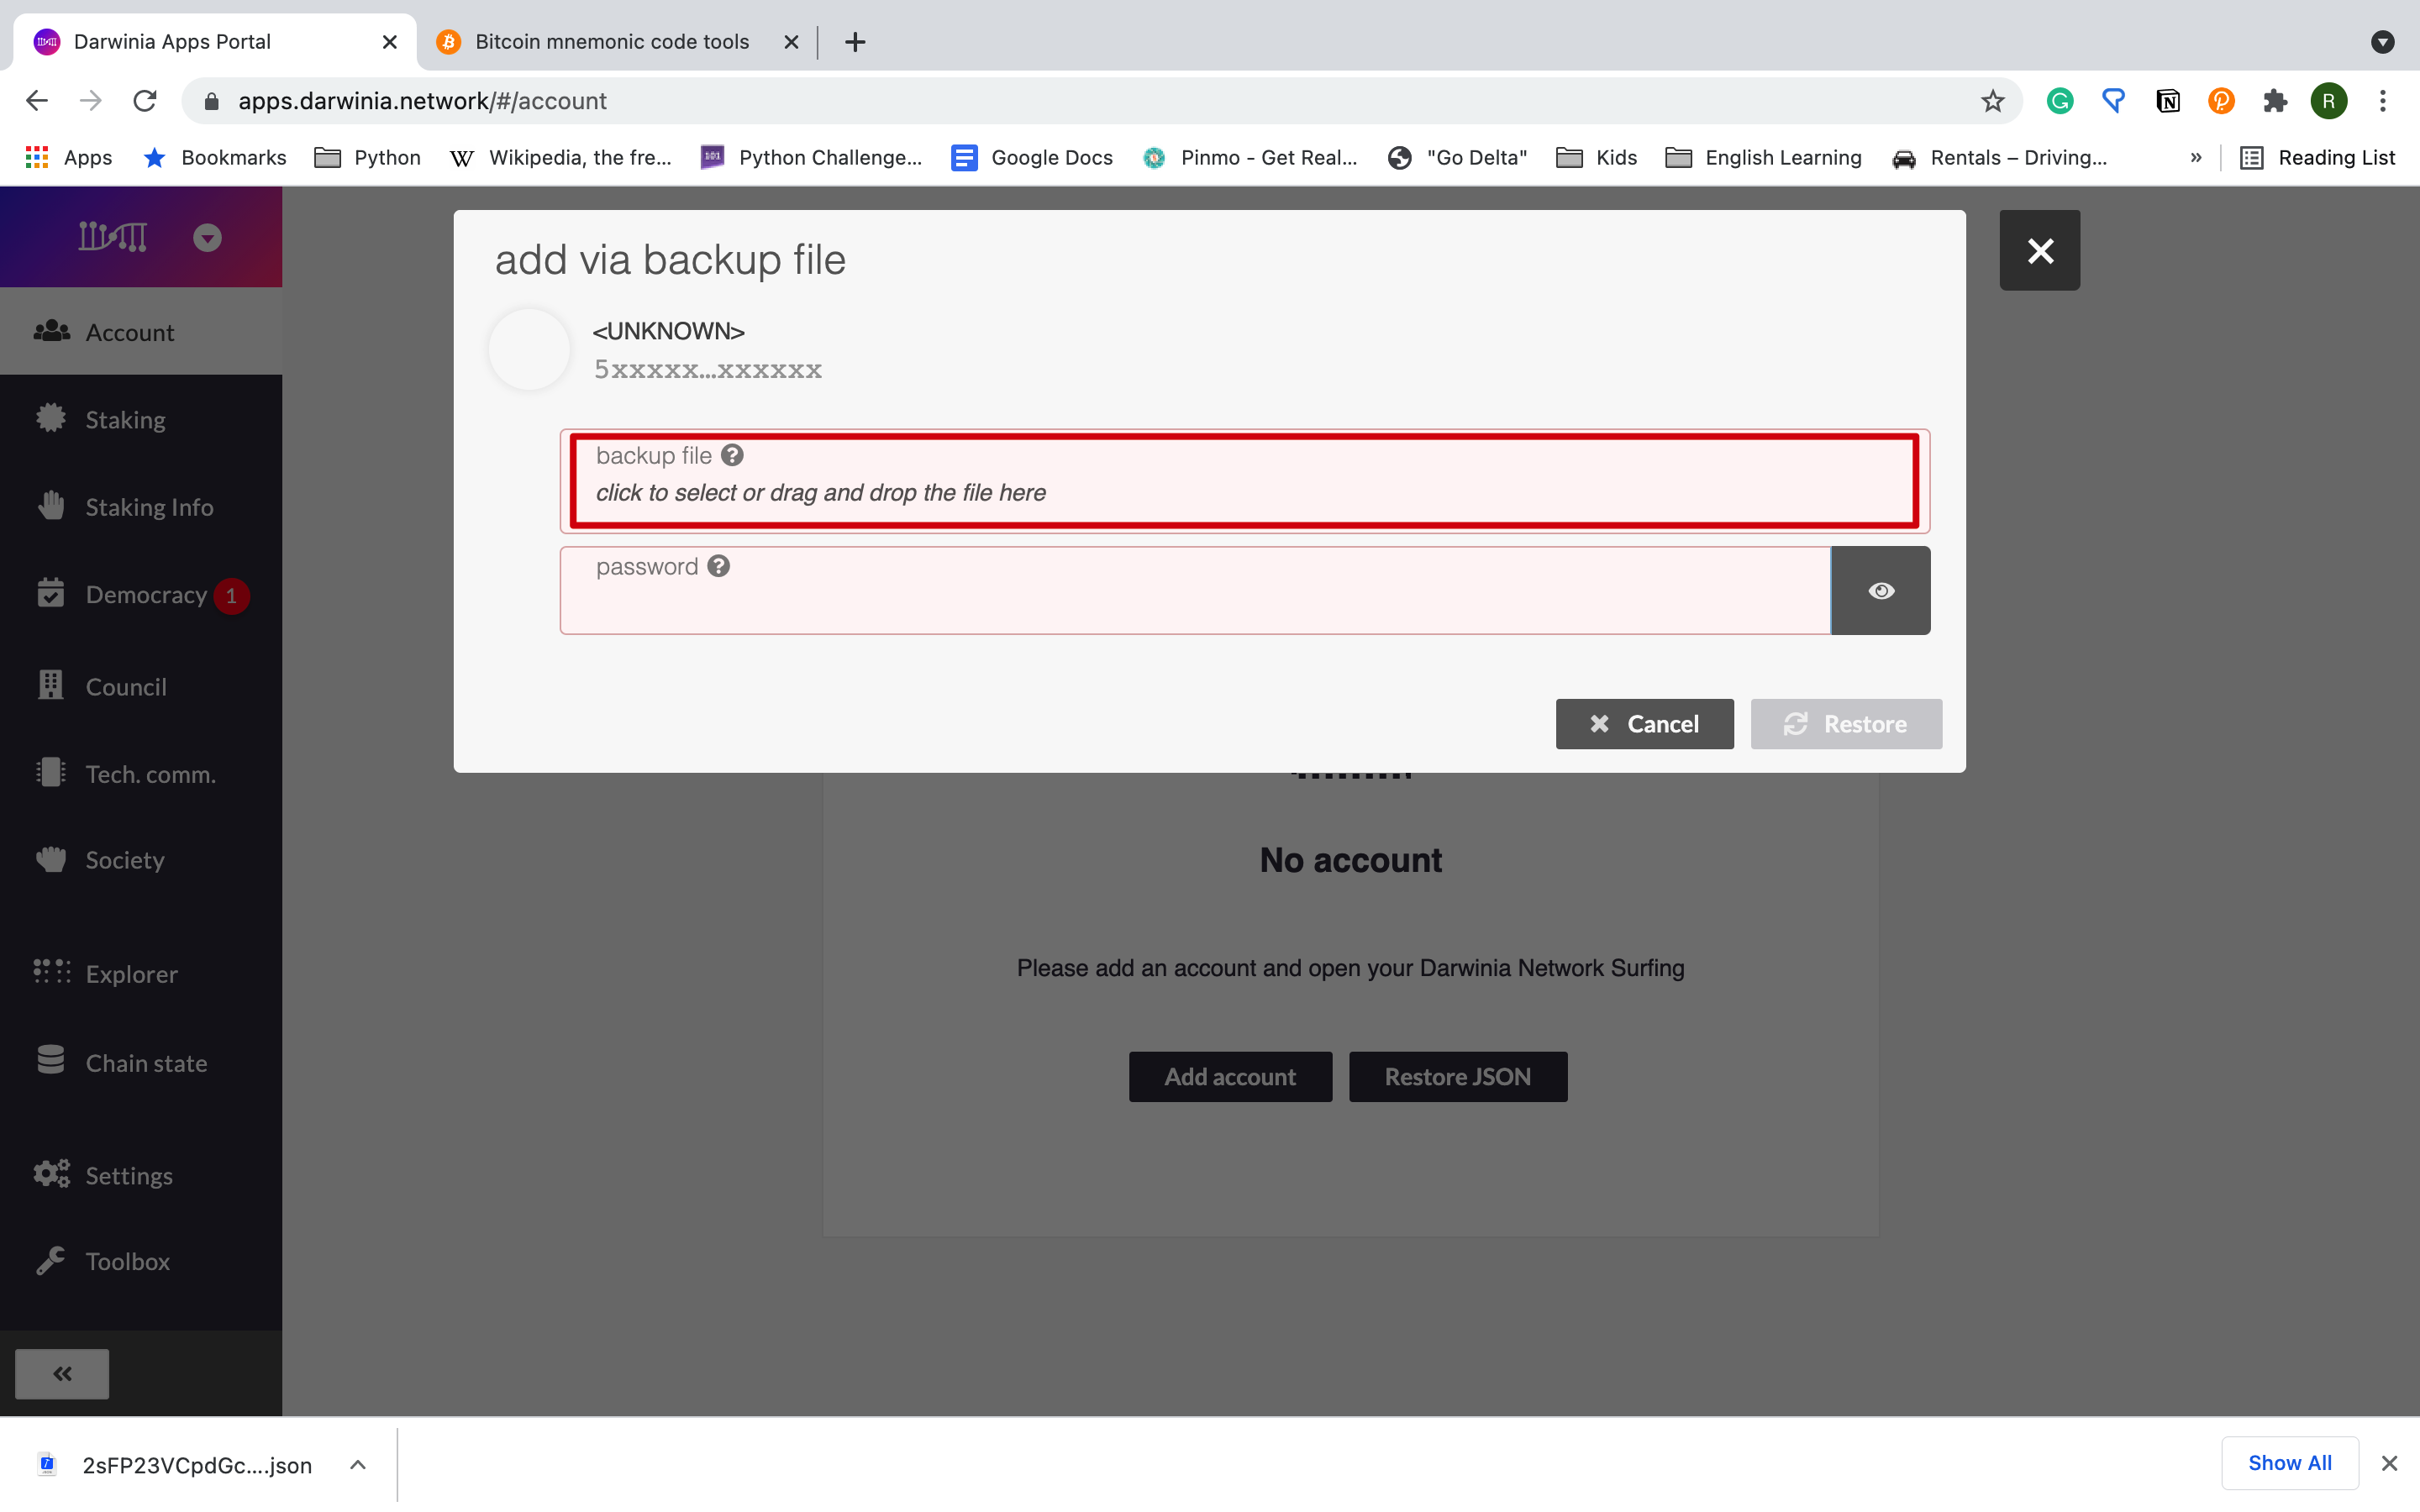 Darwinia Apps Portal
Bitcoin mnemonic code tools
apps.darwinia.network/#/account
Apps
Bookmarks
Python
Wikipedia, the fre...
Python Challenge...
Google Docs
Pinmo - Get Real...
"Go Delta"
Kids
English Learning
Rentals – Driving...
»
Reading List
R
add via backup file
<UNKNOWN>
5xxxxx...xxxxxx
backup file ?
click to select or drag and drop the file here
password ?
Cancel
Restore
Account
Staking
Staking Info
Democracy 1
Council
Tech. comm.
Society
Explorer
Chain state
Settings
Toolbox
No account
Please add an account and open your Darwinia Network Surfing
Add account
Restore JSON
2sFP23VCpdGc....json
Show All